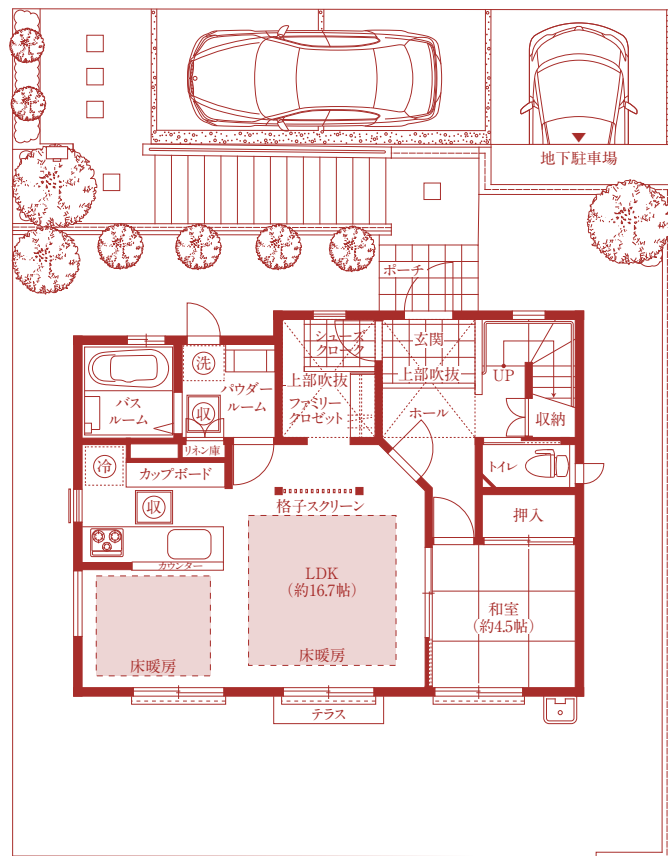 地下駐車場
ポーチ
シューズ
クローク
玄関
上部吹抜
上部吹抜
UP
洗
バス
ルーム
パウダー
ルーム
収
ファミリー
クロゼット
ホール
収納
リネン庫
トイレ
冷
カップボード
収
格子スクリーン
押入
カウンター
LDK
(約16.7帖)
和室
(約4.5帖)
床暖房
床暖房
テラス